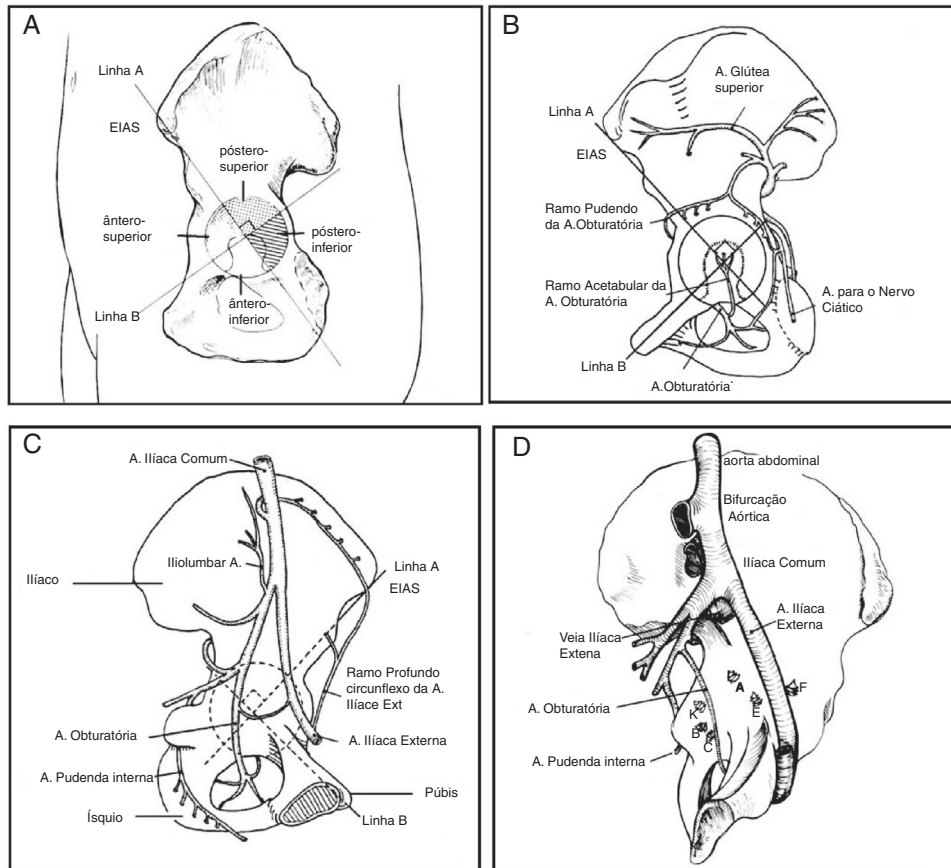 A
Linha A
EIAS
póstero-
superior
ântero-
superior
póstero-
inferior
ântero-
inferior
Linha B
B
A. Glútea
superior
Linha A
EIAS
Ramo Pudendo
da A.Obturatória
Ramo Acetabular da
A. Obturatória
A. para o Nervo
Ciático
Linha B
A.Obturatória`
C
A. Ilíaca Comum
Iliolumbar A.
Ilíaco
Linha A
EIAS
Ramo Profundo
circunflexo da A.
Ilíace Ext
A. Obturatória
A. Ilíaca Externa
A. Pudenda interna
Púbis
Ísquio
Linha B
D
aorta abdominal
Bifurcação
Aórtica
Ilíaca Comum
A. Ilíaca
Externa
Veia Ilíaca
Extena
A
F
E
A. Obturatória
K
B
C
A. Pudenda interna